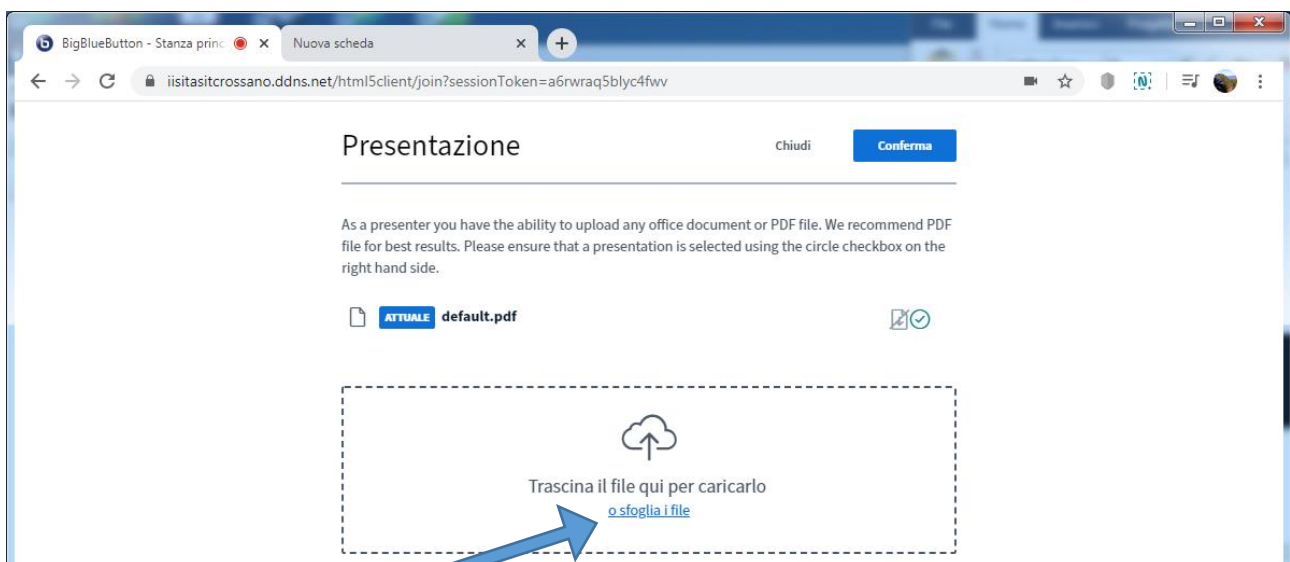 BigBlueButton - Stanza princ
Nuova scheda
iisitasitcrossano.ddns.net/html5client/join?sessionToken=a6rwraq5blyc4fwv
Presentazione
Chiudi
Conferma
As a presenter you have the ability to upload any office document or PDF file. We recommend PDF
file for best results. Please ensure that a presentation is selected using the circle checkbox on the
right hand side.
ATTUALE default.pdf
Trascina il file qui per caricarlo
o sfoglia i file